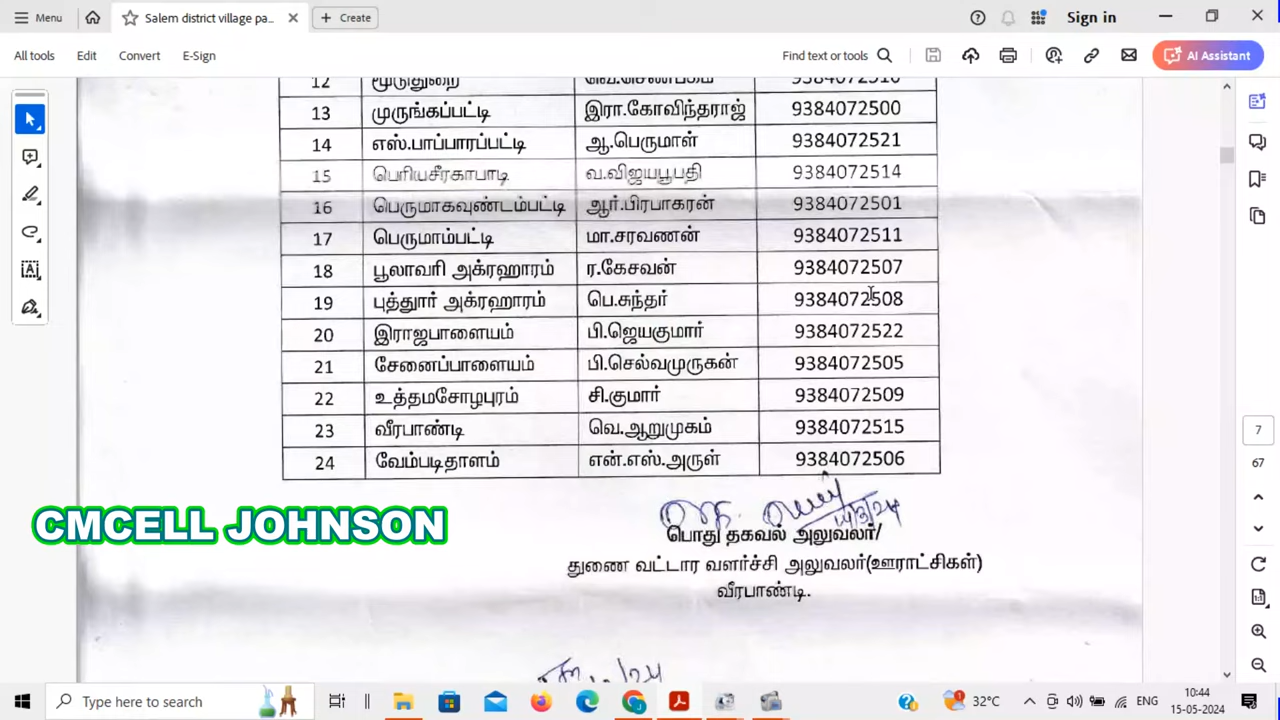 Menu
Salem district village pa...
Create
Sign in
All tools
Edit
Convert
E-Sign
Find text or tools
AI Assistant
12 மூடுதுறை வெ.செண்பகம் 9384072510
13 முருங்கப்பட்டி இரா.கோவிந்தராஜ் 9384072500
14 எஸ்.பாப்பாரப்பட்டி ஆ.பெருமாள் 9384072521
15 பெரியசீரகாபாடி வ.விஜயபூபதி 9384072514
16 பெருமாகவுண்டம்பட்டி ஆர்.பிரபாகரன் 9384072501
17 பெருமாம்பட்டி மா.சரவணன் 9384072511
18 பூலாவரி அக்ரஹாரம் ர.கேசவன் 9384072507
19 புத்தூர் அக்ரஹாரம் பெ.சுந்தர் 9384072508
20 இராஜபாளையம் பி.ஜெயகுமார் 9384072522
21 சேனைப்பாளையம் பி.செல்வமுருகன் 9384072505
22 உத்தமசோழபுரம் சி.குமார் 9384072509
23 வீரபாண்டி வெ.ஆறுமுகம் 9384072515
24 வேம்படிதாளம் என்.எஸ்.அருள் 9384072506
7
67
CMCELL JOHNSON
பொது தகவல் அலுவலர்/
துணை வட்டார வளர்ச்சி அலுவலர்(ஊராட்சிகள்)
வீரபாண்டி.
Type here to search
32°C
ENG
10:44
15-05-2024